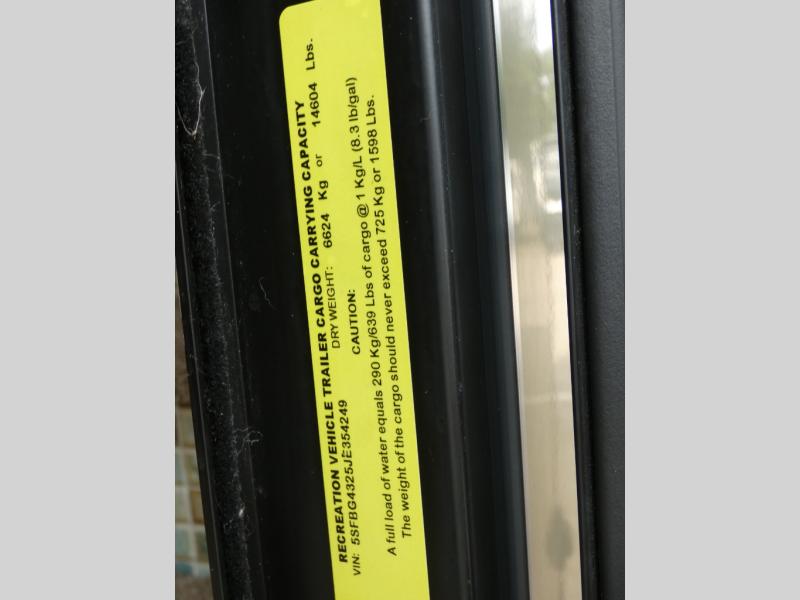 RECREATION VEHICLE TRAILER CARGO CARRYING CAPACITY
VIN: 5SFBG4325JE354249 DRY WEIGHT: 6624 Kg or 14604 Lbs.
CAUTION:
A full load of water equals 290 Kg/639 Lbs of cargo @ 1 Kg/L (8.3 lb/gal)
The weight of the cargo should never exceed 725 Kg or 1598 Lbs.